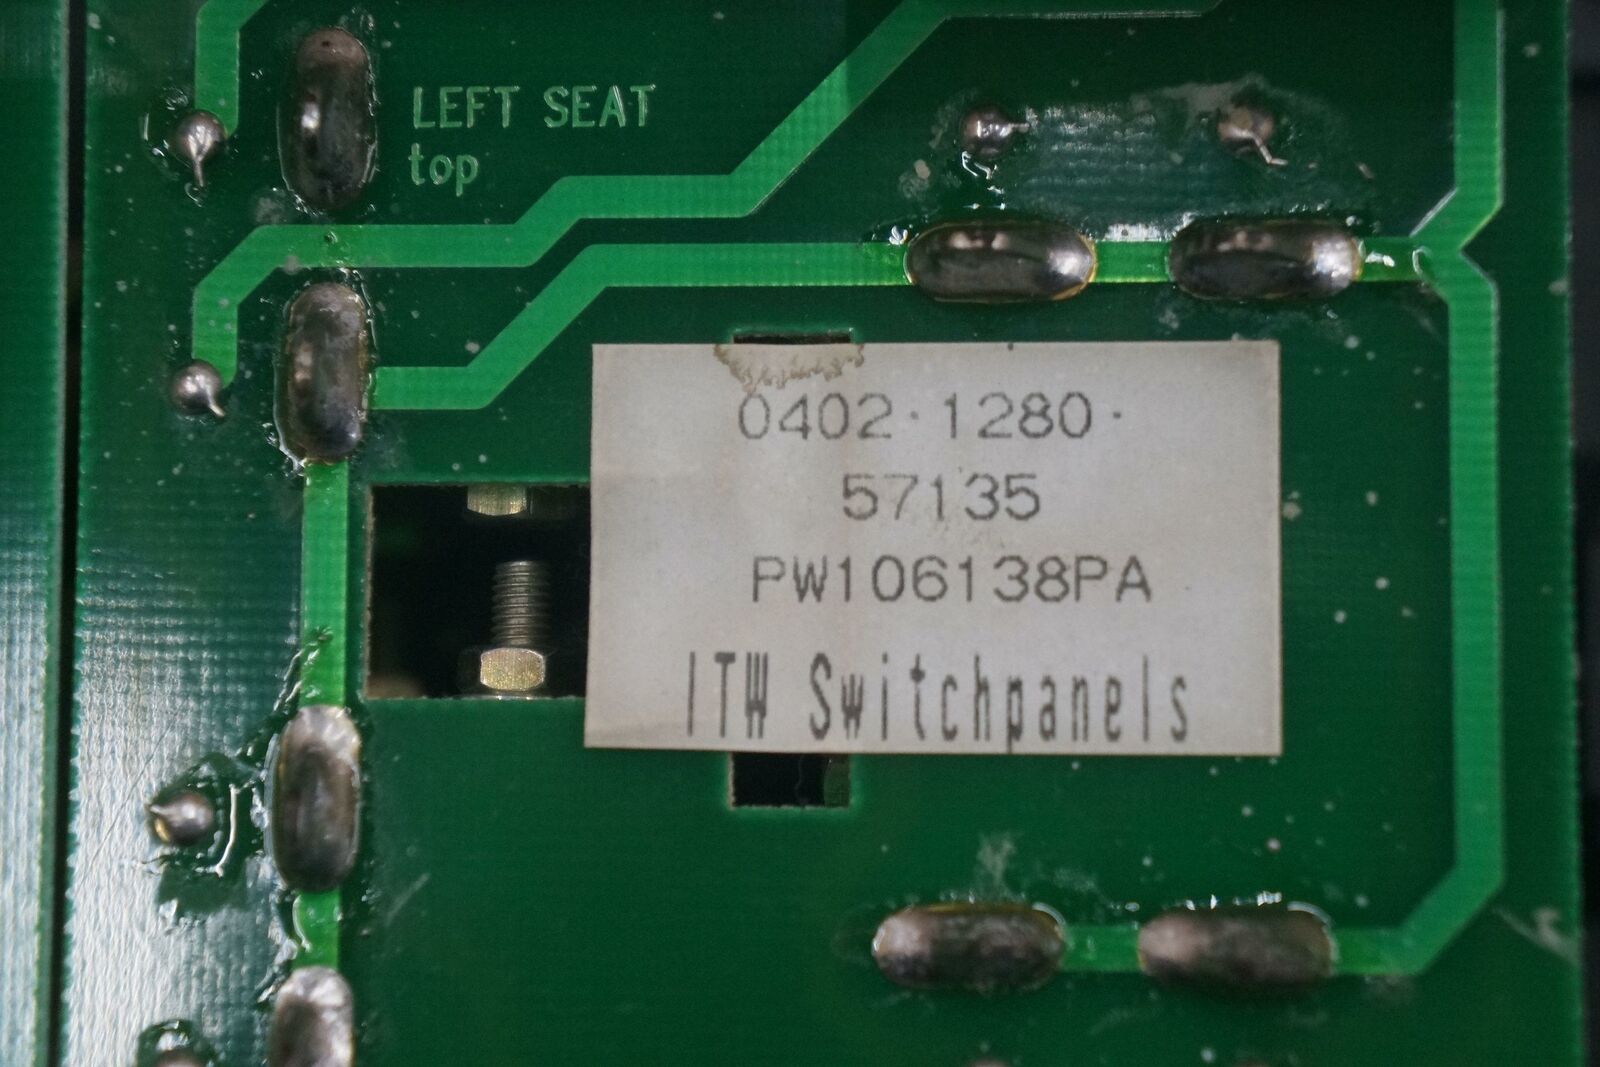 LEFT SEAT
top
0402·1280·
57135
PW106138PA
ITW Switchpanels